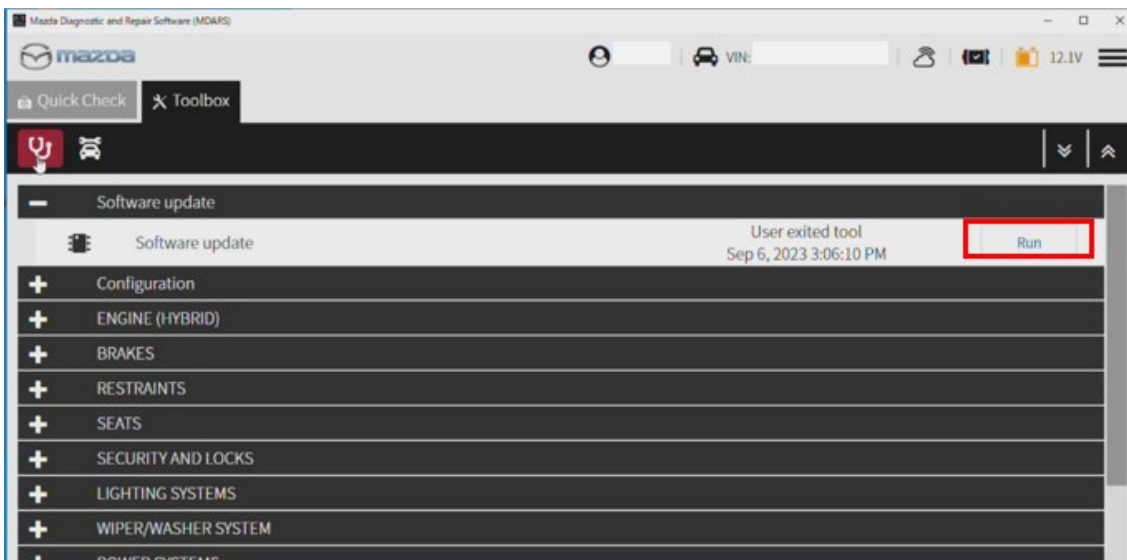 Mazda Diagnostic and Repair Software (MDARS)
mazda
VIN:
12.1V
Quick Check
Toolbox
Software update
Software update
User exited tool
Sep 6, 2023 3:06:10 PM
Run
Configuration
ENGINE (HYBRID)
BRAKES
RESTRAINTS
SEATS
SECURITY AND LOCKS
LIGHTING SYSTEMS
WIPER/WASHER SYSTEM
POWER SYSTEMS